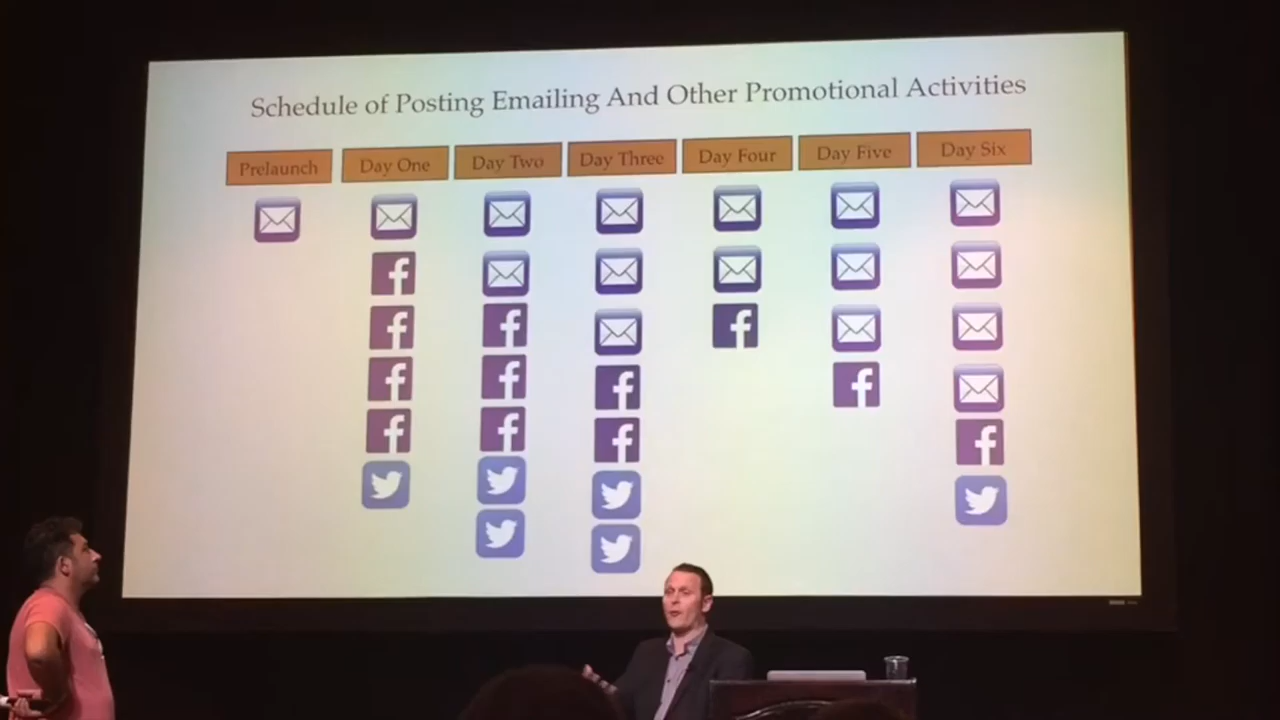 Schedule of Posting Emailing And Other Promotional Activities
Prelaunch Day One Day Two Day Three Day Four Day Five Day Six